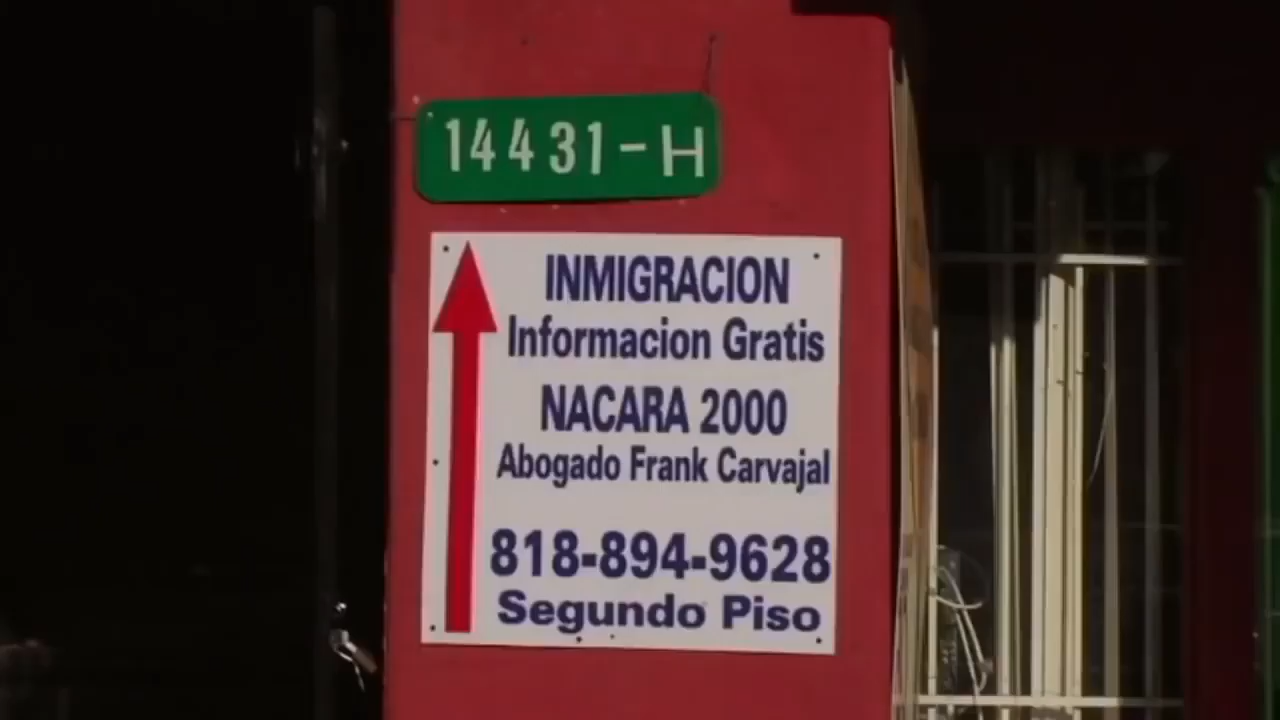 14431-H
INMIGRACION
Informacion Gratis
NACARA 2000
Abogado Frank Carvajal
818-894-9628
Segundo Piso